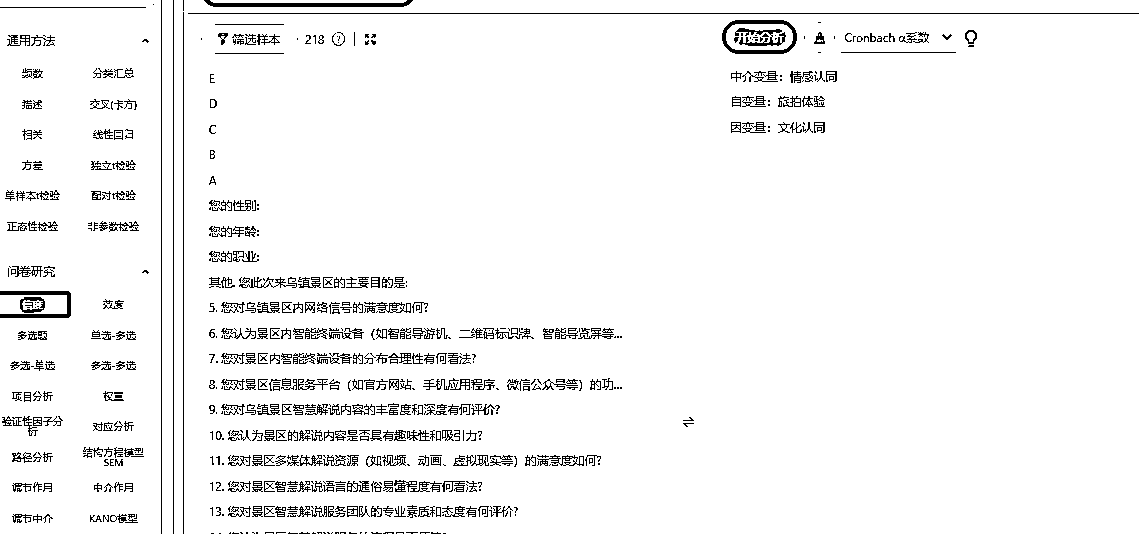 通用方法
频数 分类汇总
描述 交叉(卡方)
相关 线性回归
方差 独立t检验
单样本t检验 配对t检验
正态性检验 非参数检验
问卷研究
信度 效度
多选题 单选-多选
多选-单选 多选-多选
项目分析 权重
验证性因子分析 对应分析
路径分析 结构方程模型SEM
调节作用 中介作用
调节中介 KANO模型
筛选样本 218
E
D
C
B
A
您的性别:
您的年龄:
您的职业:
其他. 您此次来乌镇景区的主要目的是:
5. 您对乌镇景区内网络信号的满意度如何?
6. 您认为景区内智能终端设备（如智能导游机、二维码标识牌、智能导览屏等...
7. 您对景区内智能终端设备的分布合理性有何看法?
8. 您对景区信息服务平台（如官方网站、手机应用程序、微信公众号等）的功...
9. 您对乌镇景区智慧解说内容的丰富度和深度有何评价?
10. 您认为景区的解说内容是否具有趣味性和吸引力?
11. 您对景区多媒体解说资源（如视频、动画、虚拟现实等）的满意度如何?
12. 您对景区智慧解说语言的通俗易懂程度有何看法?
13. 您对景区智慧解说服务团队的专业素质和态度有何评价?
开始分析 Cronbach α系数
中介变量：情感认同
自变量：旅拍体验
因变量：文化认同